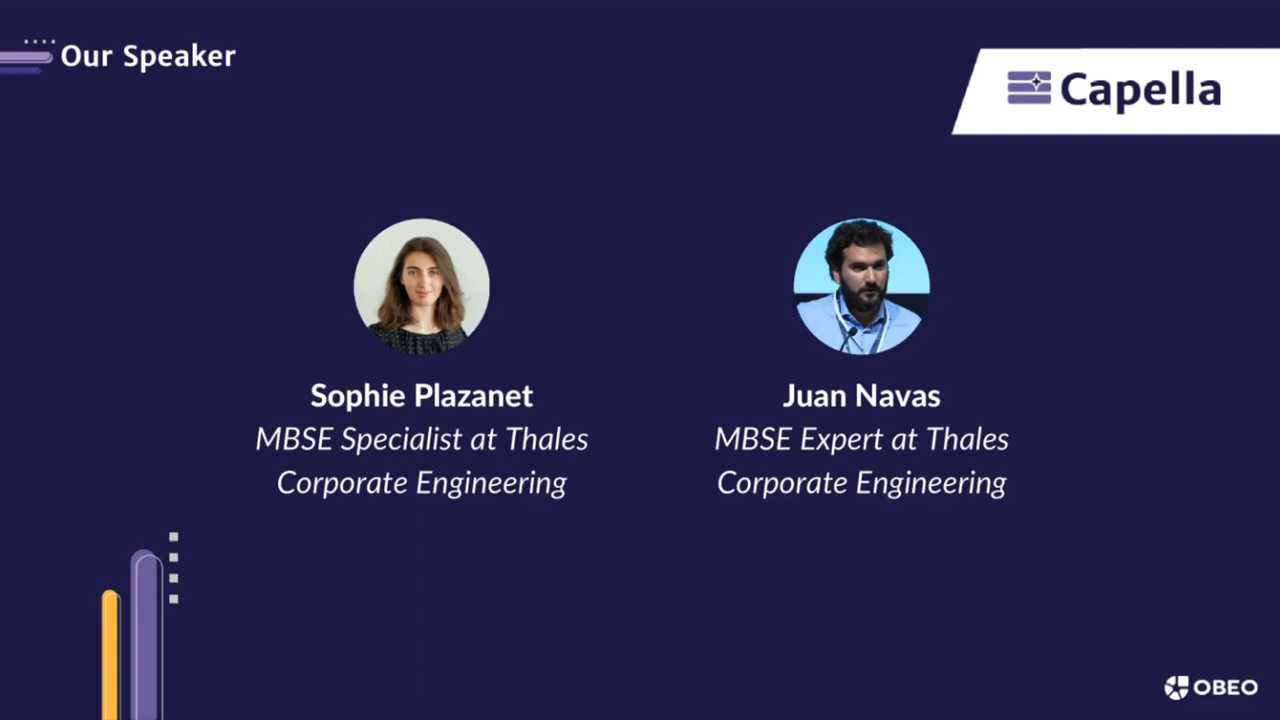 Our Speaker
Capella
Sophie Plazanet
MBSE Specialist at Thales
Corporate Engineering
Juan Navas
MBSE Expert at Thales
Corporate Engineering
OBEO